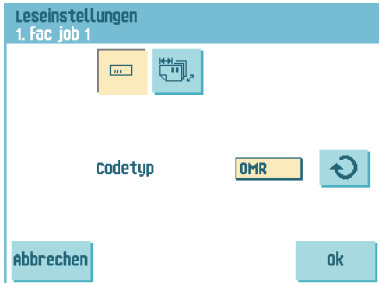 Leseinstellungen
1. Fac job 1
Codetyp
OMR
Abbrechen
Ok